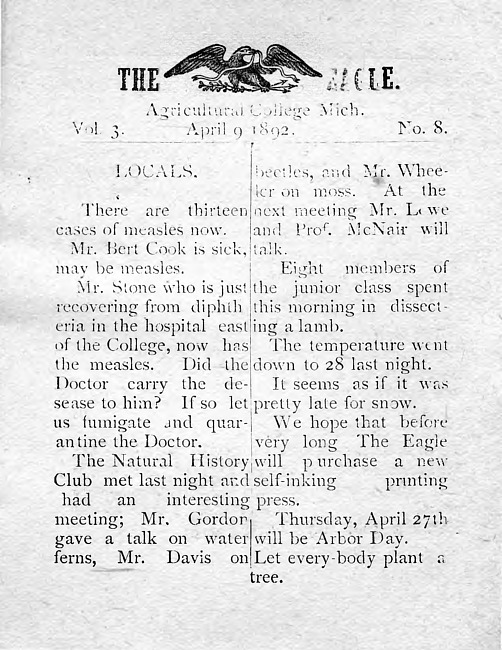 THE EAGLE.
Agricultural College Mich.
Vol. 3. April 9 1892. No. 8.
LOCALS.
There are thirteen
cases of measles now.
Mr. Bert Cook is sick,
may be measles.
Mr. Stone who is just
recovering from diphth
eria in the hospital east
of the College, now has
the measles. Did the
Doctor carry the de-
sease to him? If so let
us fumigate and quar-
antine the Doctor.
The Natural History
Club met last night and
had an interesting
meeting; Mr. Gordon
gave a talk on water
ferns, Mr. Davis on
beetles, and Mr. Whee-
ler on moss. At the
next meeting Mr. Lowe
and Prof. McNair will
talk.
Eight members of
the junior class spent
this morning in dissect-
ing a lamb.
The temperature went
down to 28 last night.
It seems as if it was
pretty late for snow.
We hope that before
very long The Eagle
will purchase a new
self-inking printing
press.
Thursday, April 27th
will be Arbor Day.
Let every-body plant a
tree.